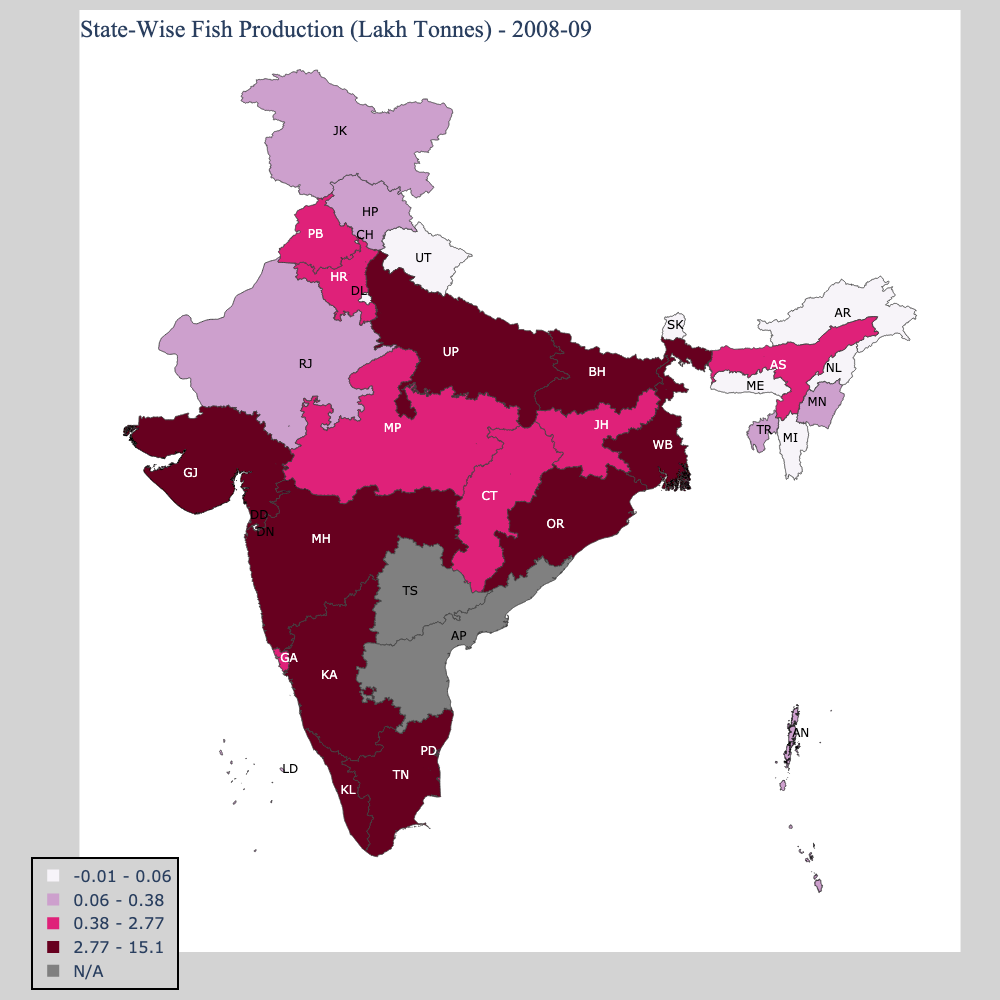 State-Wise Fish Production (Lakh Tonnes) - 2008-09
JK
HP
PB
CH
UT
HR
DL
AR
SK
UP
RJ
BH
AS
NL
ME
MN
MP
JH
TR
MI
WB
GJ
CT
DD
OR
DN
MH
TS
AP
GA
KA
AN
PD
LD
TN
KL
-0.01 - 0.06
0.06 - 0.38
0.38 - 2.77
2.77 - 15.1
N/A